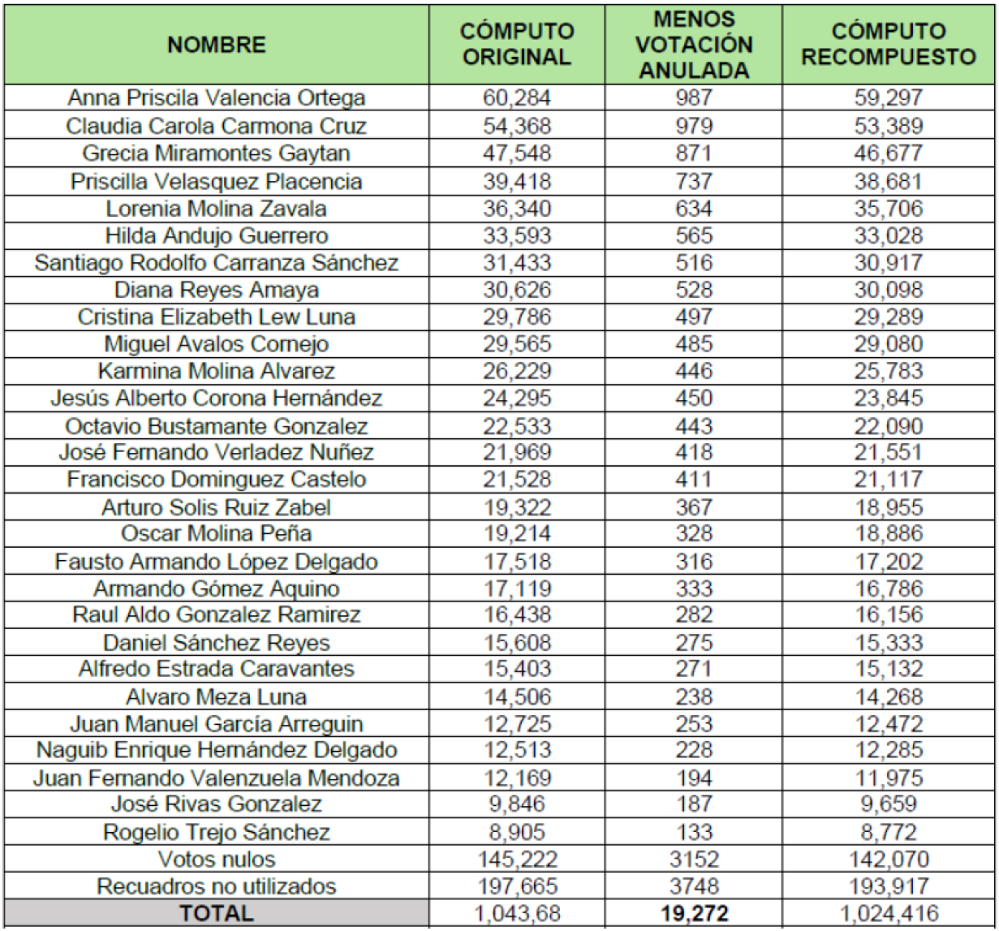 NOMBRE CÓMPUTO ORIGINAL MENOS VOTACIÓN ANULADA CÓMPUTO RECOMPUESTO
Anna Priscila Valencia Ortega 60,284 987 59,297
Claudia Carola Carmona Cruz 54,368 979 53,389
Grecia Miramontes Gaytan 47,548 871 46,677
Priscilla Velasquez Placencia 39,418 737 38,681
Lorenia Molina Zavala 36,340 634 35,706
Hilda Andujo Guerrero 33,593 565 33,028
Santiago Rodolfo Carranza Sánchez 31,433 516 30,917
Diana Reyes Amaya 30,626 528 30,098
Cristina Elizabeth Lew Luna 29,786 497 29,289
Miguel Avalos Cornejo 29,565 485 29,080
Karmina Molina Alvarez 26,229 446 25,783
Jesús Alberto Corona Hernández 24,295 450 23,845
Octavio Bustamante Gonzalez 22,533 443 22,090
José Fernando Verladez Nuñez 21,969 418 21,551
Francisco Dominguez Castelo 21,528 411 21,117
Arturo Solis Ruiz Zabel 19,322 367 18,955
Oscar Molina Peña 19,214 328 18,886
Fausto Armando López Delgado 17,518 316 17,202
Armando Gómez Aquino 17,119 333 16,786
Raul Aldo Gonzalez Ramirez 16,438 282 16,156
Daniel Sánchez Reyes 15,608 275 15,333
Alfredo Estrada Caravantes 15,403 271 15,132
Alvaro Meza Luna 14,506 238 14,268
Juan Manuel García Arreguin 12,725 253 12,472
Naguib Enrique Hernández Delgado 12,513 228 12,285
Juan Fernando Valenzuela Mendoza 12,169 194 11,975
José Rivas Gonzalez 9,846 187 9,659
Rogelio Trejo Sánchez 8,905 133 8,772
Votos nulos 145,222 3152 142,070
Recuadros no utilizados 197,665 3748 193,917
TOTAL 1,043,68 19,272 1,024,416